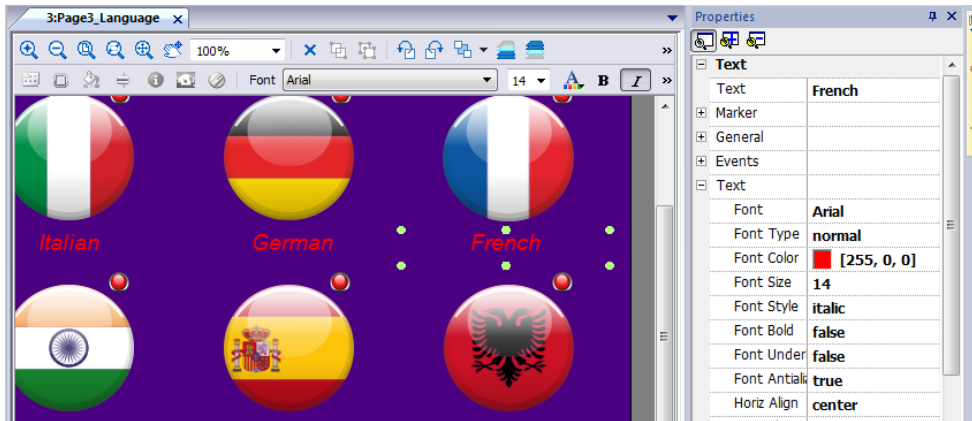 3:Page3_Language
100%
Font Arial 14 A B I
Italian German French
Properties
Text
Text French
Marker
General
Events
Text
Font Arial
Font Type normal
Font Color [255, 0, 0]
Font Size 14
Font Style italic
Font Bold false
Font Under false
Font Antiali true
Horiz Align center